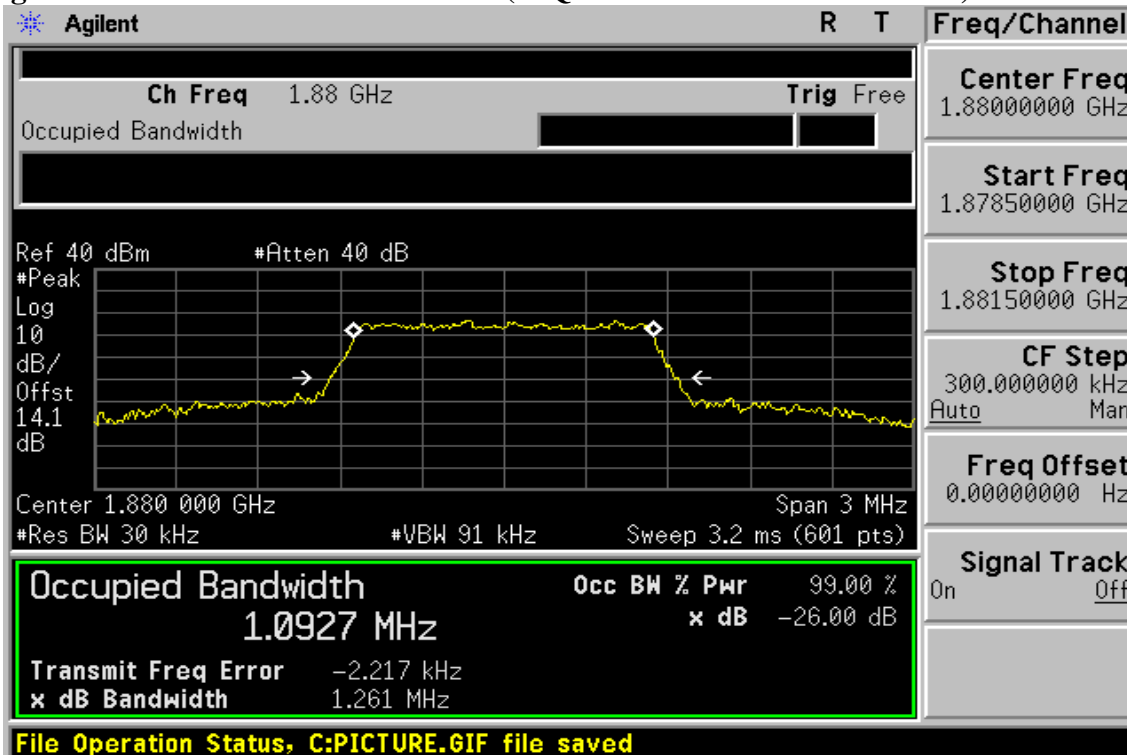 Agilent R T
Ch Freq 1.88 GHz Trig Free
Occupied Bandwidth
Ref 40 dBm #Atten 40 dB
#Peak
Log
10
dB/
Offst
14.1
dB
Center 1.880 000 GHz Span 3 MHz
#Res BW 30 kHz #VBW 91 kHz Sweep 3.2 ms (601 pts)
Occupied Bandwidth
1.0927 MHz
Occ BW % Pwr 99.00 %
x dB -26.00 dB
Transmit Freq Error -2.217 kHz
x dB Bandwidth 1.261 MHz
File Operation Status, C:PICTURE.GIF file saved
Freq/Channel
Center Freq
1.88000000 GHz
Start Freq
1.87850000 GHz
Stop Freq
1.88150000 GHz
CF Step
300.000000 kHz
Auto Man
Freq Offset
0.00000000 Hz
Signal Track
On Off